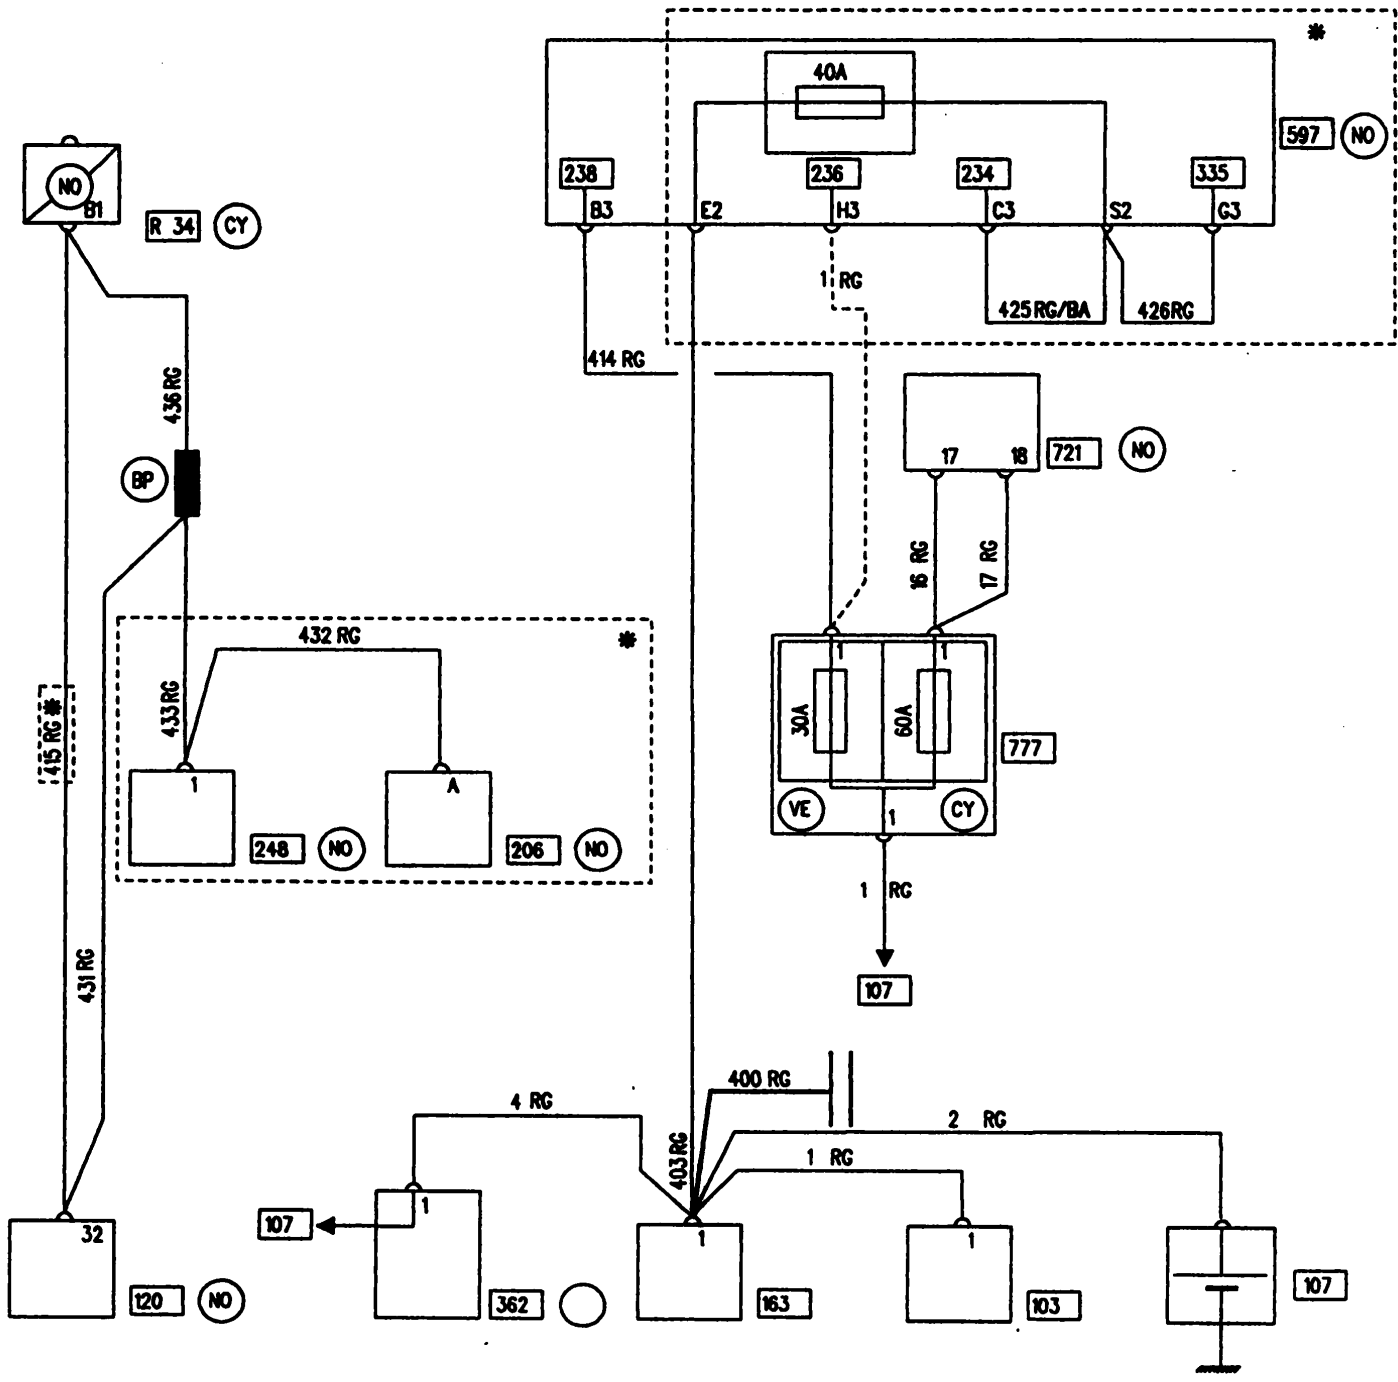 *
40A
597 NO
238 236 234 335
B3 E2 H3 C3 S2 G3
NO
B1
R 34 CY
1 RG
425 RG/BA 426RG
414 RG
436 RG
BP
17 18
721 NO
16 RG
17 RG
432 RG *
433 RG
415 RG *
1 1
30A 60A
777
VE 1 CY
1 A
248 NO 206 NO
1 RG
431 RG
107
400 RG
4 RG
2 RG
403 RG
1 RG
32
107
1 1 1
120 NO
362
163
103
107